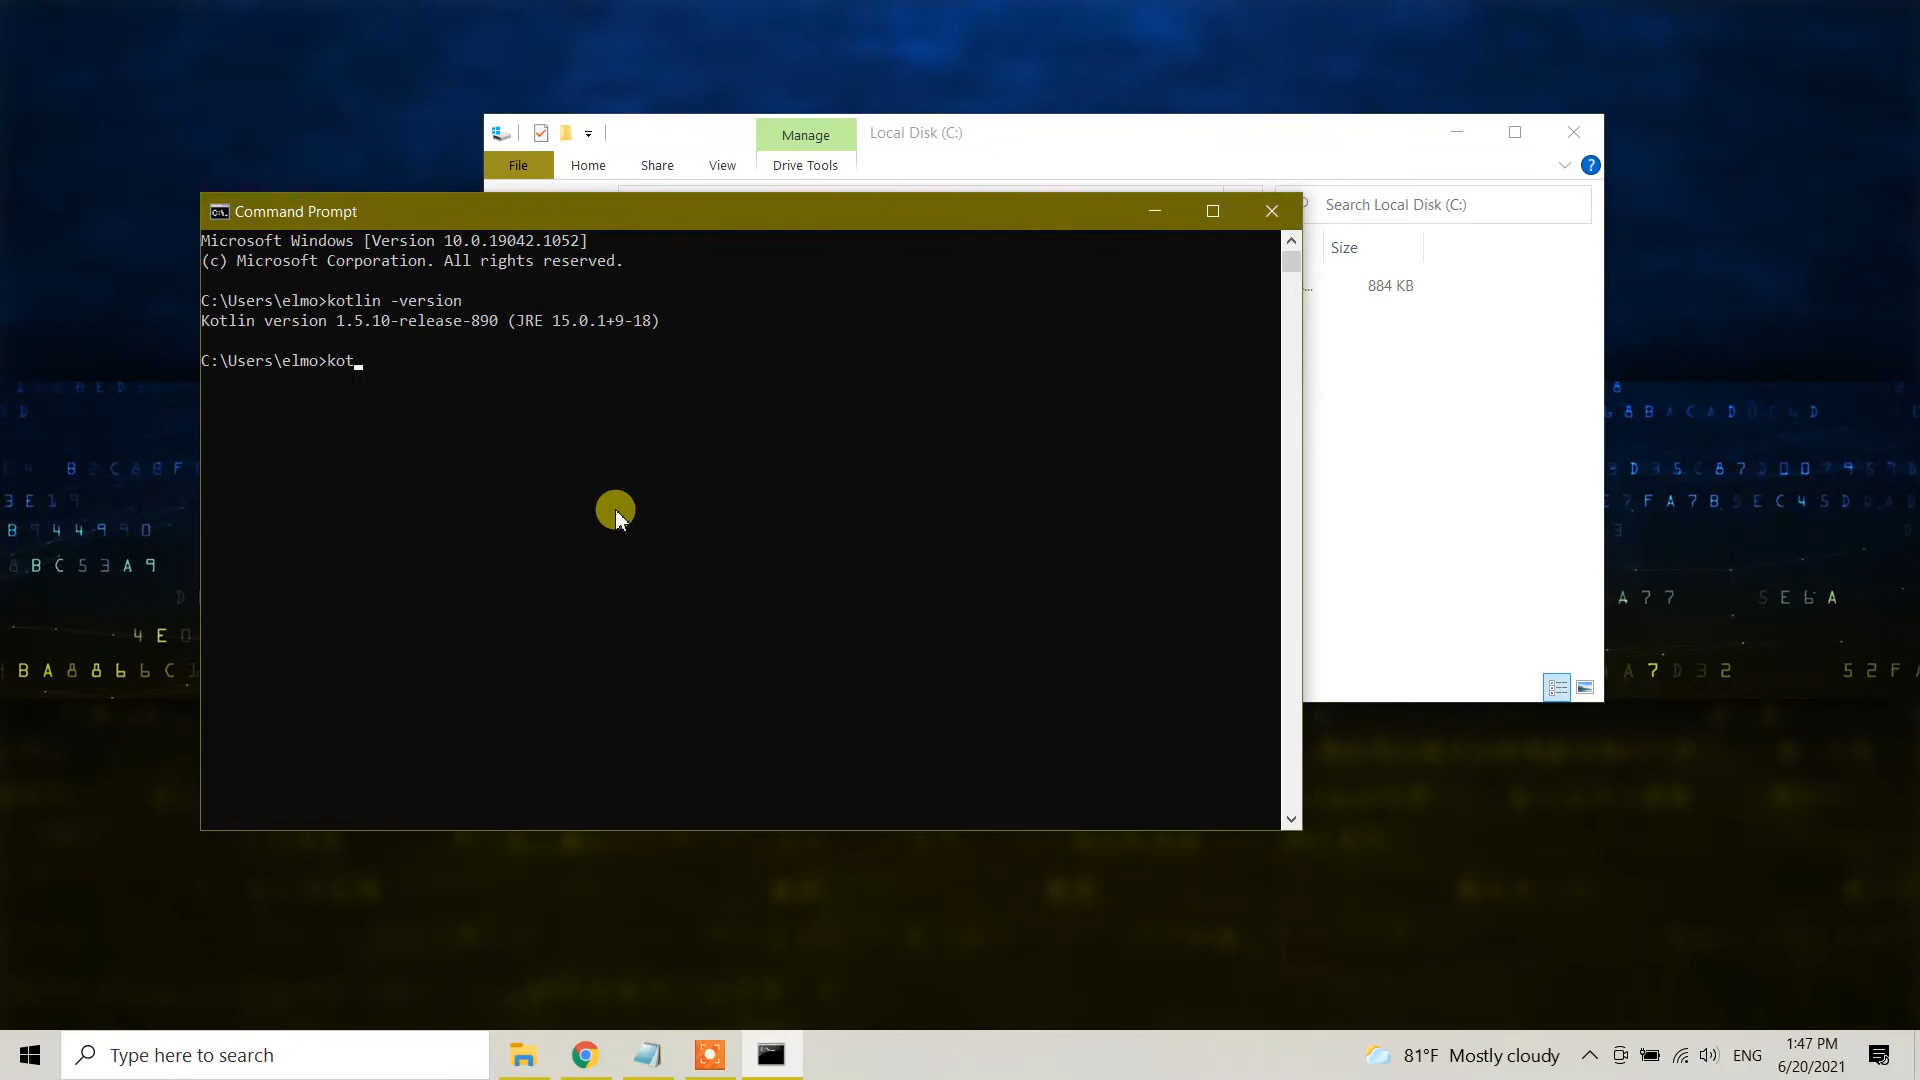 Manage
Local Disk (C:)
File
Home
Share
View
Drive Tools
Command Prompt
Search Local Disk (C:)
Size
884 KB
Microsoft Windows [Version 10.0.19042.1052]
(c) Microsoft Corporation. All rights reserved.
C:\Users\elmo>kotlin -version
Kotlin version 1.5.10-release-890 (JRE 15.0.1+9-18)
C:\Users\elmo>kot
Type here to search
81°F Mostly cloudy
ENG
1:47 PM
6/20/2021